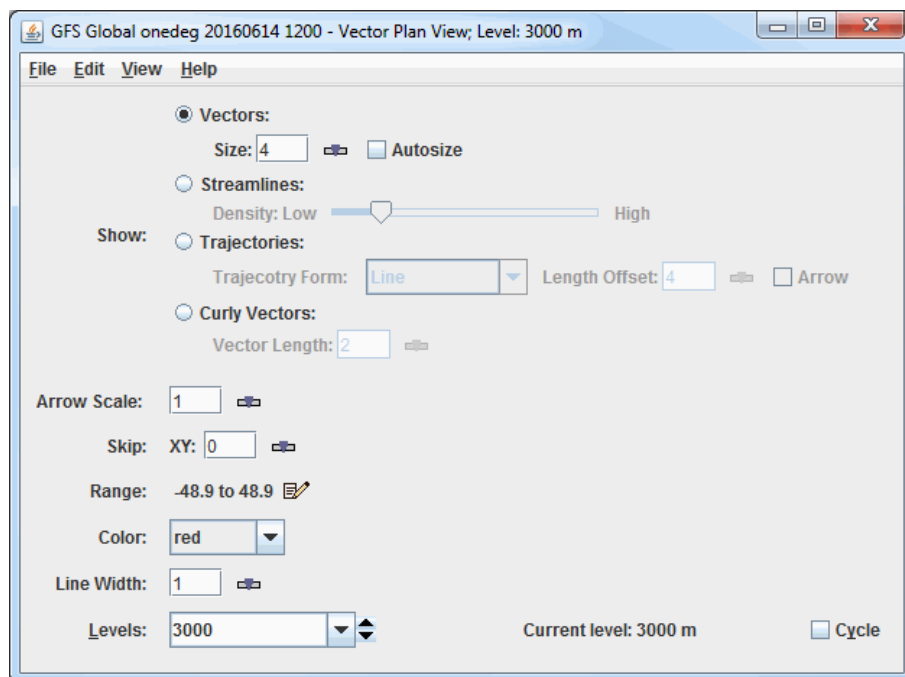 GFS Global onedeg 20160614 1200 - Vector Plan View; Level: 3000 m
File Edit View Help
Vectors:
Size: 4 Autosize
Streamlines:
Density: Low High
Show:
Trajectories:
Trajecotry Form: Line Length Offset: 4 Arrow
Curly Vectors:
Vector Length: 2
Arrow Scale: 1
Skip: XY: 0
Range: -48.9 to 48.9
Color: red
Line Width: 1
Levels: 3000 Current level: 3000 m Cycle